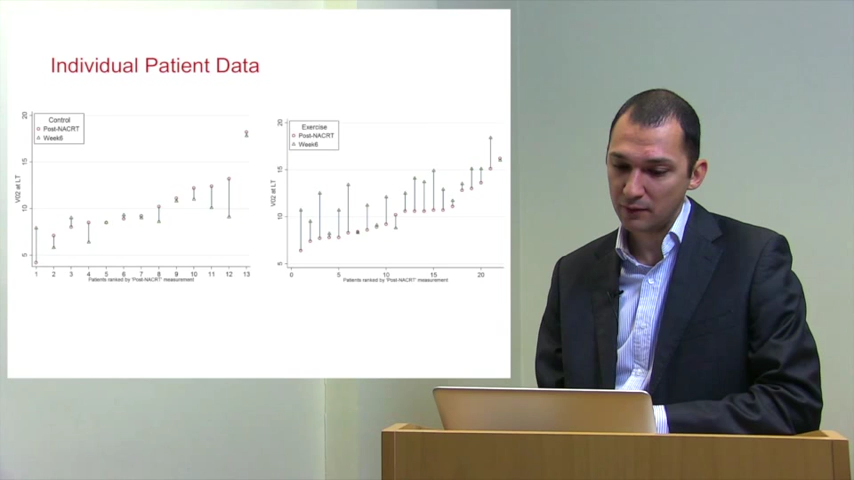 Individual Patient Data
Control
Post-NACRT
Week6
VO2 at LT
20
15
10
5
1 2 3 4 5 6 7 8 9 10 11 12 13
Patients ranked by 'Post-NACRT' measurement
Exercise
Post-NACRT
Week6
VO2 at LT
20
15
10
5
0 5 10 15 20
Patients ranked by 'Post-NACRT' measurement